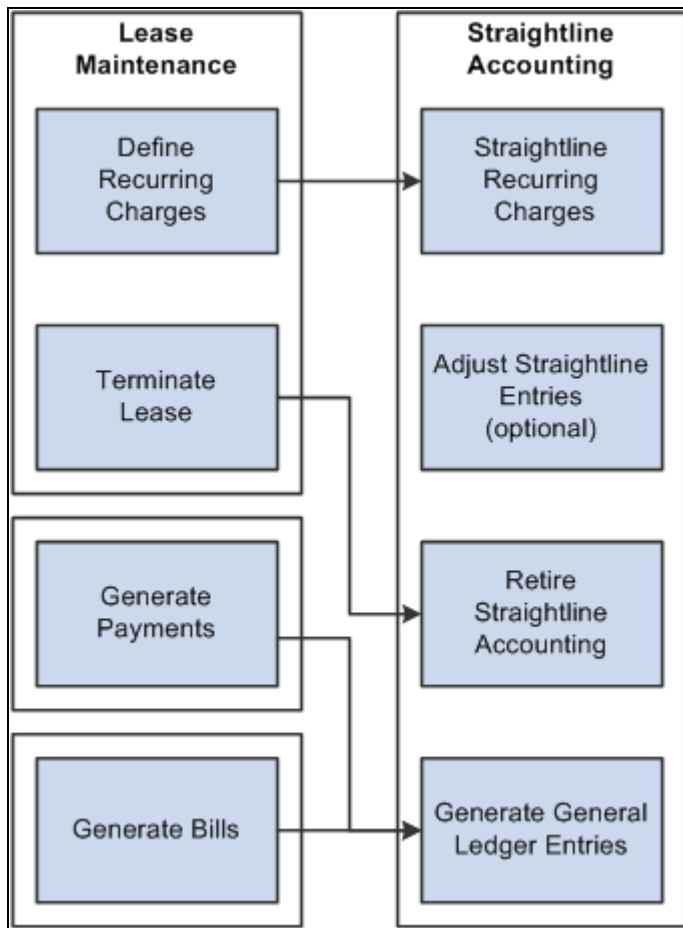 Lease
Maintenance
Define
Recurring
Charges
Terminate
Lease
Generate
Payments
Generate Bills
Straightline
Accounting
Straightline
Recurring
Charges
Adjust Straightline
Entries
(optional)
Retire
Straightline
Accounting
Generate General
Ledger Entries